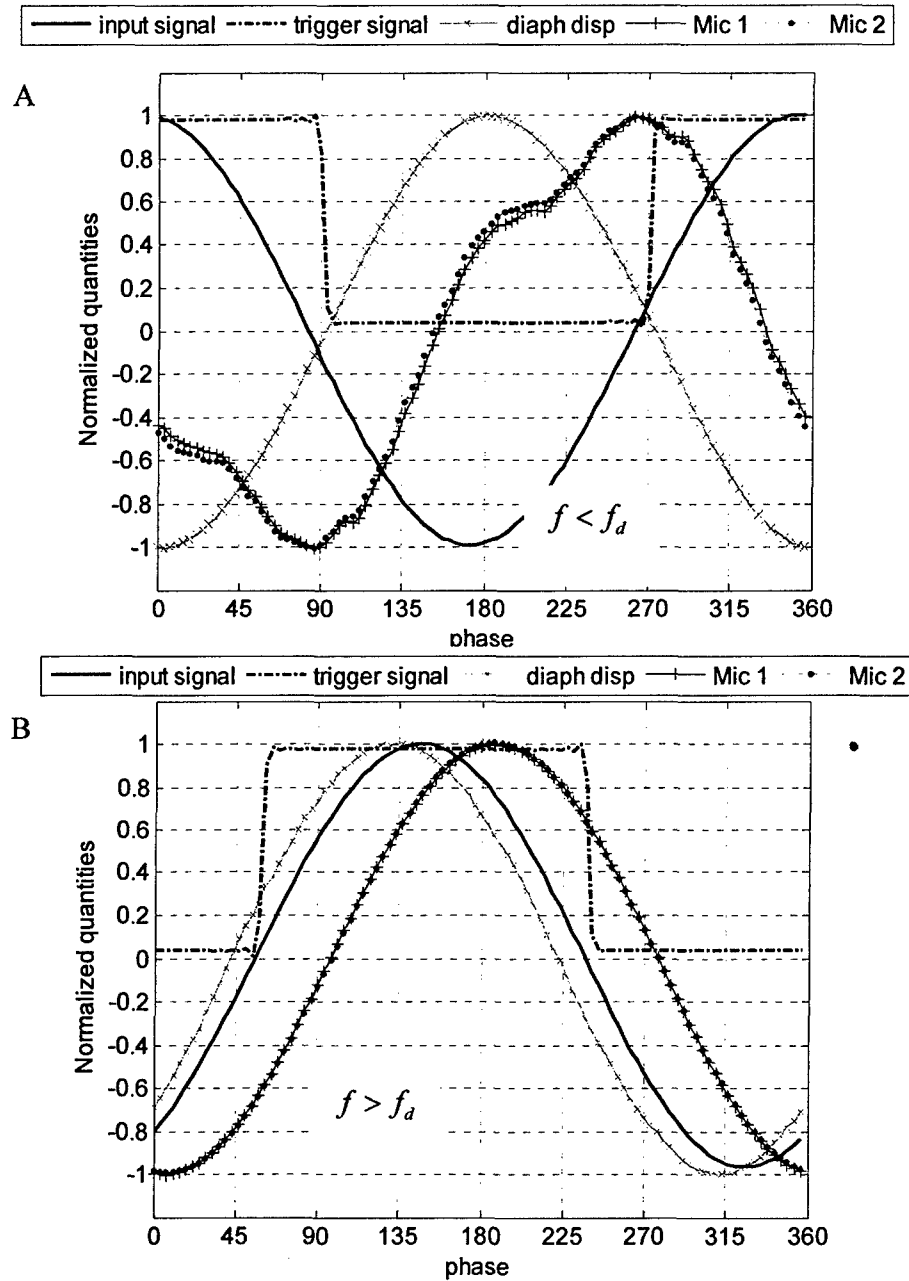 input signal trigger signal diaph disp Mic 1 Mic 2
A
1
0.8
0.6
0.4
0.2
0
-0.2
-0.4
-0.6
-0.8
-1
Normalized quantities
f < f_d
0 45 90 135 180 225 270 315 360
phase
input signal trigger signal diaph disp Mic 1 Mic 2
B
1
0.8
0.6
0.4
0.2
0
-0.2
-0.4
-0.6
-0.8
-1
Normalized quantities
f > f_d
0 45 90 135 180 225 270 315 360
phase